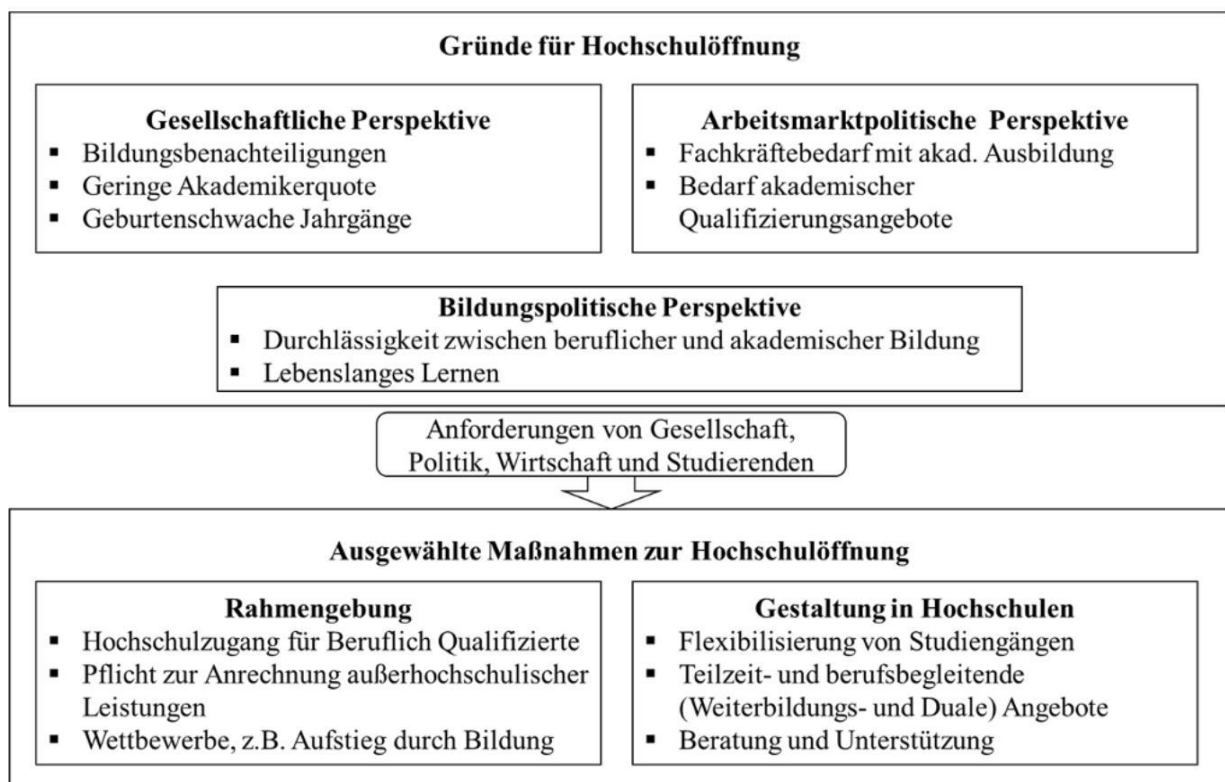 Gründe für Hochschulöffnung
Gesellschaftliche Perspektive
▪ Bildungsbenachteiligungen
▪ Geringe Akademikerquote
▪ Geburtenschwache Jahrgänge
Arbeitsmarktpolitische Perspektive
▪ Fachkräftebedarf mit akad. Ausbildung
▪ Bedarf akademischer
Qualifizierungsangebote
Bildungspolitische Perspektive
▪ Durchlässigkeit zwischen beruflicher und akademischer Bildung
▪ Lebenslanges Lernen
Anforderungen von Gesellschaft,
Politik, Wirtschaft und Studierenden
Ausgewählte Maßnahmen zur Hochschulöffnung
Rahmengebung
▪ Hochschulzugang für Beruflich Qualifizierte
▪ Pflicht zur Anrechnung außerhochschulischer
Leistungen
▪ Wettbewerbe, z.B. Aufstieg durch Bildung
Gestaltung in Hochschulen
▪ Flexibilisierung von Studiengängen
▪ Teilzeit- und berufsbegleitende
(Weiterbildungs- und Duale) Angebote
▪ Beratung und Unterstützung